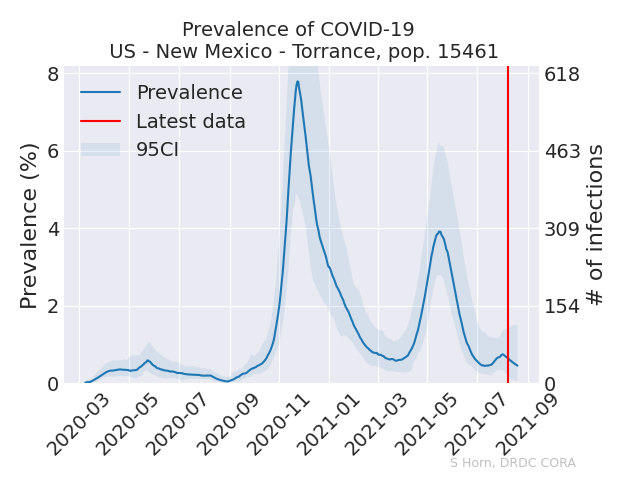 Prevalence of COVID-19
US - New Mexico - Torrance, pop. 15461
Prevalence
Latest data
95CI
Prevalence (%)
8
6
4
2
0
618
463
309
154
0
# of infections
2020-03
2020-05
2020-07
2020-09
2020-11
2021-01
2021-03
2021-05
2021-07
2021-09
S Horn, DRDC CORA